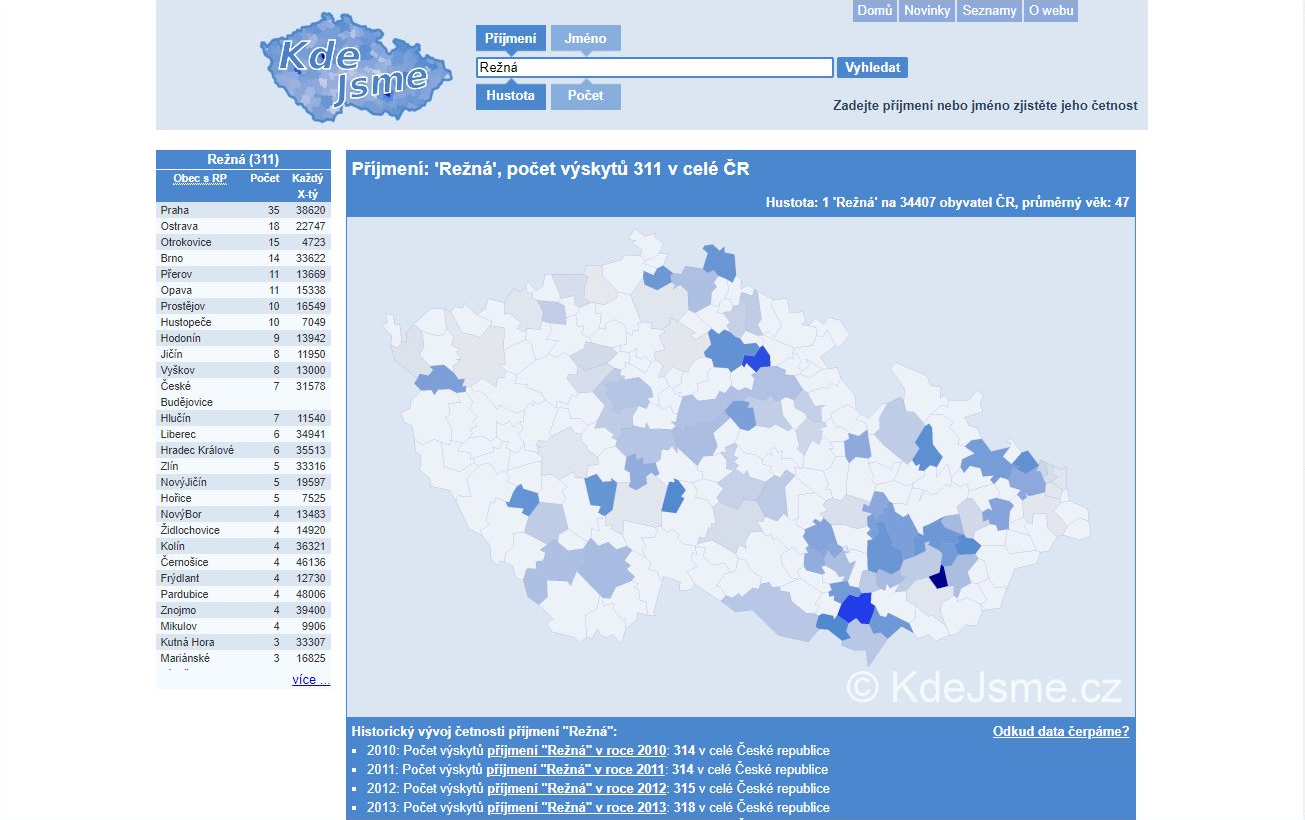 Domů Novinky Seznamy O webu
Kde
Jsme
Příjmení Jméno
Režná Vyhledat
Hustota Počet
Zadejte příjmení nebo jméno zjistěte jeho četnost
Režná (311)
Obec s RP Počet Každý
X-tý
Praha 35 38620
Ostrava 18 22747
Otrokovice 15 4723
Brno 14 33622
Přerov 11 13669
Opava 11 15338
Prostějov 10 16549
Hustopeče 10 7049
Hodonín 9 13942
Jičín 8 11950
Vyškov 8 13000
České 7 31578
Budějovice
Hlučín 7 11540
Liberec 6 34941
Hradec Králové 6 35513
Zlín 5 33316
NovýJičín 5 19597
Hořice 5 7525
NovýBor 4 13483
Židlochovice 4 14920
Kolín 4 36321
Černošice 4 46136
Frýdlant 4 12730
Pardubice 4 48006
Znojmo 4 39400
Mikulov 4 9906
Kutná Hora 3 33307
Mariánské 3 16825
více ...
Příjmení: 'Režná', počet výskytů 311 v celé ČR
Hustota: 1 'Režná' na 34407 obyvatel ČR, průměrný věk: 47
© KdeJsme.cz
Historický vývoj četnosti příjmení "Režná": Odkud data čerpáme?
▪ 2010: Počet výskytů příjmení "Režná" v roce 2010: 314 v celé České republice
▪ 2011: Počet výskytů příjmení "Režná" v roce 2011: 314 v celé České republice
▪ 2012: Počet výskytů příjmení "Režná" v roce 2012: 315 v celé České republice
▪ 2013: Počet výskytů příjmení "Režná" v roce 2013: 318 v celé České republice